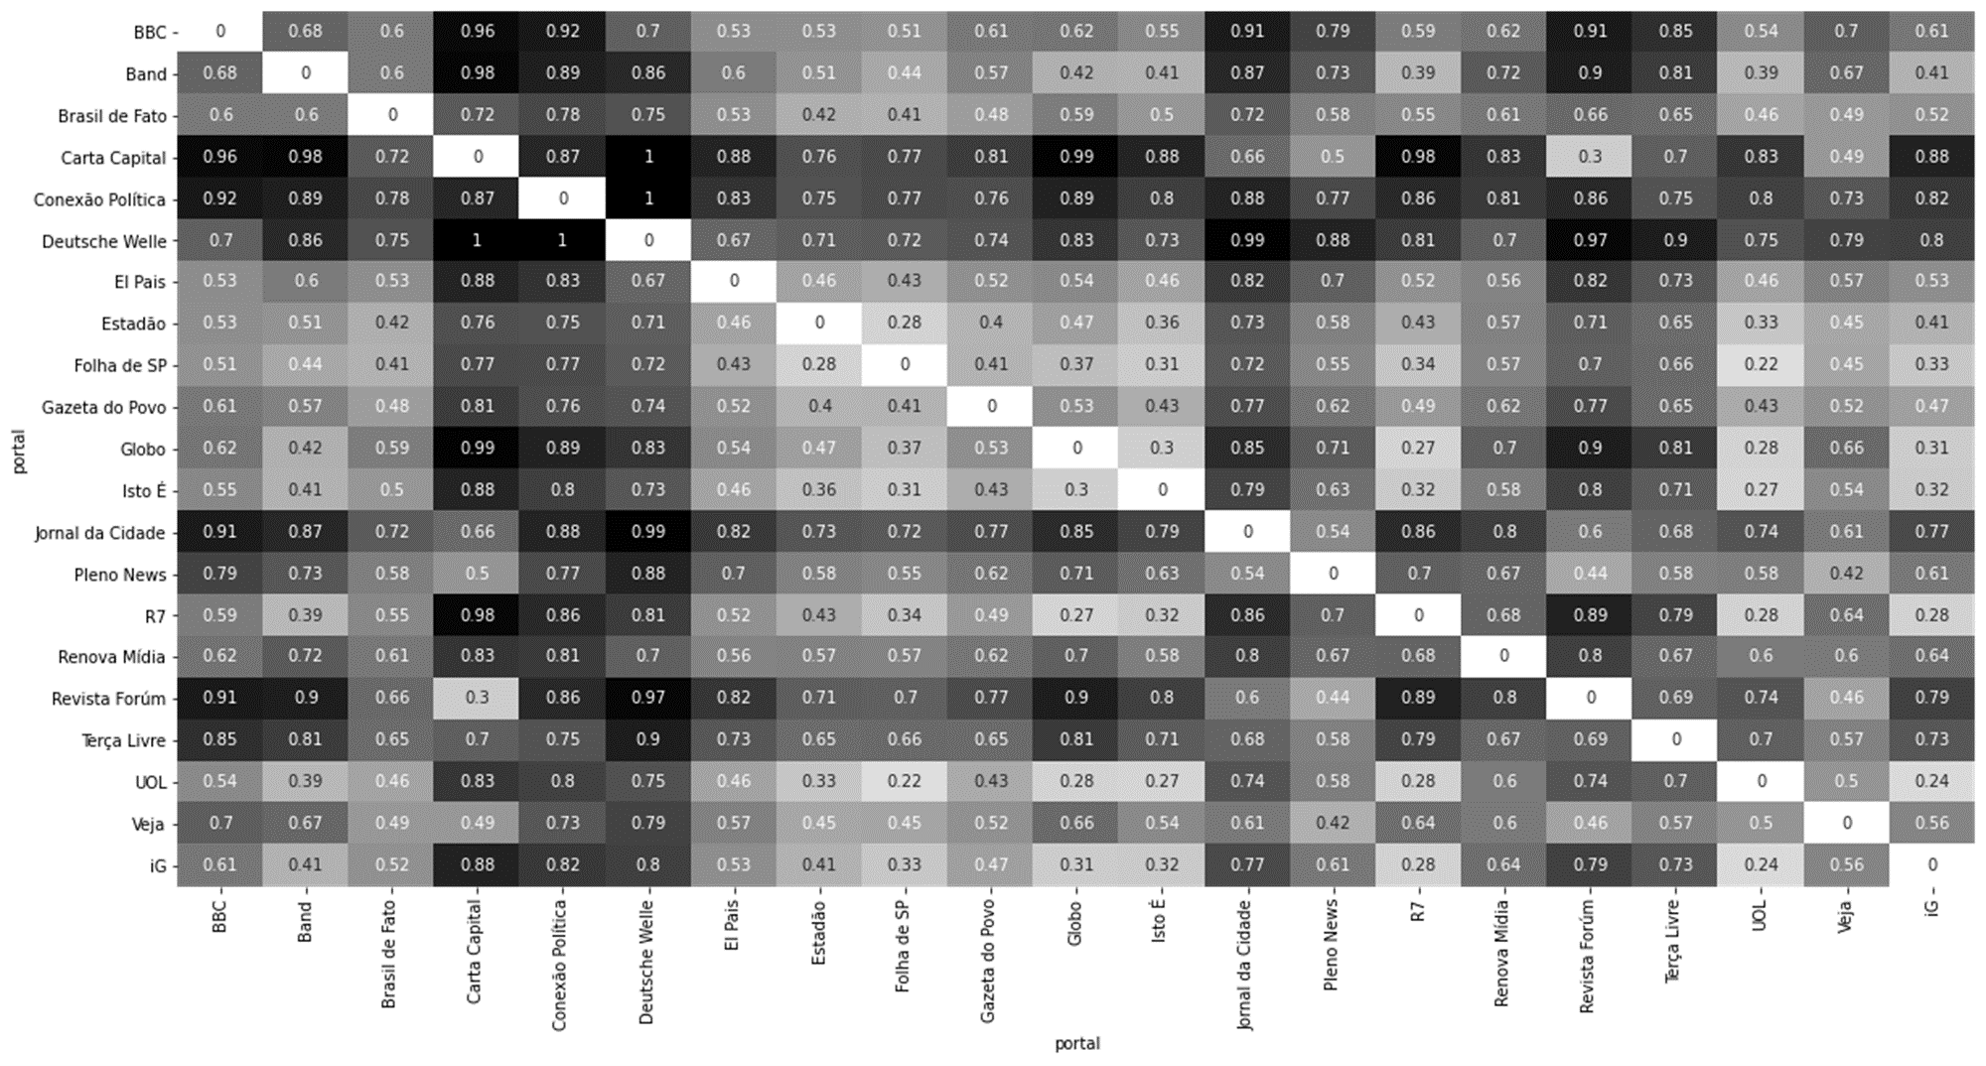 BBC 0 0.68 0.6 0.96 0.92 0.7 0.53 0.53 0.51 0.61 0.62 0.55 0.91 0.79 0.59 0.62 0.91 0.85 0.54 0.7 0.61
Band 0.68 0 0.6 0.98 0.89 0.86 0.6 0.51 0.44 0.57 0.42 0.41 0.87 0.73 0.39 0.72 0.9 0.81 0.39 0.67 0.41
Brasil de Fato 0.6 0.6 0 0.72 0.78 0.75 0.53 0.42 0.41 0.48 0.59 0.5 0.72 0.58 0.55 0.61 0.66 0.65 0.46 0.49 0.52
Carta Capital 0.96 0.98 0.72 0 0.87 1 0.88 0.76 0.77 0.81 0.99 0.88 0.66 0.5 0.98 0.83 0.3 0.7 0.83 0.49 0.88
Conexão Política 0.92 0.89 0.78 0.87 0 1 0.83 0.75 0.77 0.76 0.89 0.8 0.88 0.77 0.86 0.81 0.86 0.75 0.8 0.73 0.82
Deutsche Welle 0.7 0.86 0.75 1 1 0 0.67 0.71 0.72 0.74 0.83 0.73 0.99 0.88 0.81 0.7 0.97 0.9 0.75 0.79 0.8
El Pais 0.53 0.6 0.53 0.88 0.83 0.67 0 0.46 0.43 0.52 0.54 0.46 0.82 0.7 0.52 0.56 0.82 0.73 0.46 0.57 0.53
Estadão 0.53 0.51 0.42 0.76 0.75 0.71 0.46 0 0.28 0.4 0.47 0.36 0.73 0.58 0.43 0.57 0.71 0.65 0.33 0.45 0.41
Folha de SP 0.51 0.44 0.41 0.77 0.77 0.72 0.43 0.28 0 0.41 0.37 0.31 0.72 0.55 0.34 0.57 0.7 0.66 0.22 0.45 0.33
Gazeta do Povo 0.61 0.57 0.48 0.81 0.76 0.74 0.52 0.4 0.41 0 0.53 0.43 0.77 0.62 0.49 0.62 0.77 0.65 0.43 0.52 0.47
Globo 0.62 0.42 0.59 0.99 0.89 0.83 0.54 0.47 0.37 0.53 0 0.3 0.85 0.71 0.27 0.7 0.9 0.81 0.28 0.66 0.31
Isto É 0.55 0.41 0.5 0.88 0.8 0.73 0.46 0.36 0.31 0.43 0.3 0 0.79 0.63 0.32 0.58 0.8 0.71 0.27 0.54 0.32
Jornal da Cidade 0.91 0.87 0.72 0.66 0.88 0.99 0.82 0.73 0.72 0.77 0.85 0.79 0 0.54 0.86 0.8 0.6 0.68 0.74 0.61 0.77
Pleno News 0.79 0.73 0.58 0.5 0.77 0.88 0.7 0.58 0.55 0.62 0.71 0.63 0.54 0 0.7 0.67 0.44 0.58 0.58 0.42 0.61
R7 0.59 0.39 0.55 0.98 0.86 0.81 0.52 0.43 0.34 0.49 0.27 0.32 0.86 0.7 0 0.68 0.89 0.79 0.28 0.64 0.28
Renova Mídia 0.62 0.72 0.61 0.83 0.81 0.7 0.56 0.57 0.57 0.62 0.7 0.58 0.8 0.67 0.68 0 0.8 0.67 0.6 0.6 0.64
Revista Forúm 0.91 0.9 0.66 0.3 0.86 0.97 0.82 0.71 0.7 0.77 0.9 0.8 0.6 0.44 0.89 0.8 0 0.69 0.74 0.46 0.79
Terça Livre 0.85 0.81 0.65 0.7 0.75 0.9 0.73 0.65 0.66 0.65 0.81 0.71 0.68 0.58 0.79 0.67 0.69 0 0.7 0.57 0.73
UOL 0.54 0.39 0.46 0.83 0.8 0.75 0.46 0.33 0.22 0.43 0.28 0.27 0.74 0.58 0.28 0.6 0.74 0.7 0 0.5 0.24
Veja 0.7 0.67 0.49 0.49 0.73 0.79 0.57 0.45 0.45 0.52 0.66 0.54 0.61 0.42 0.64 0.6 0.46 0.57 0.5 0 0.56
iG 0.61 0.41 0.52 0.88 0.82 0.8 0.53 0.41 0.33 0.47 0.31 0.32 0.77 0.61 0.28 0.64 0.79 0.73 0.24 0.56 0
portal
BBC
Band
Brasil de Fato
Carta Capital
Conexão Política
Deutsche Welle
El Pais
Estadão
Folha de SP
Gazeta do Povo
Globo
Isto É
Jornal da Cidade
Pleno News
R7
Renova Mídia
Revista Forúm
Terça Livre
UOL
Veja
iG
portal